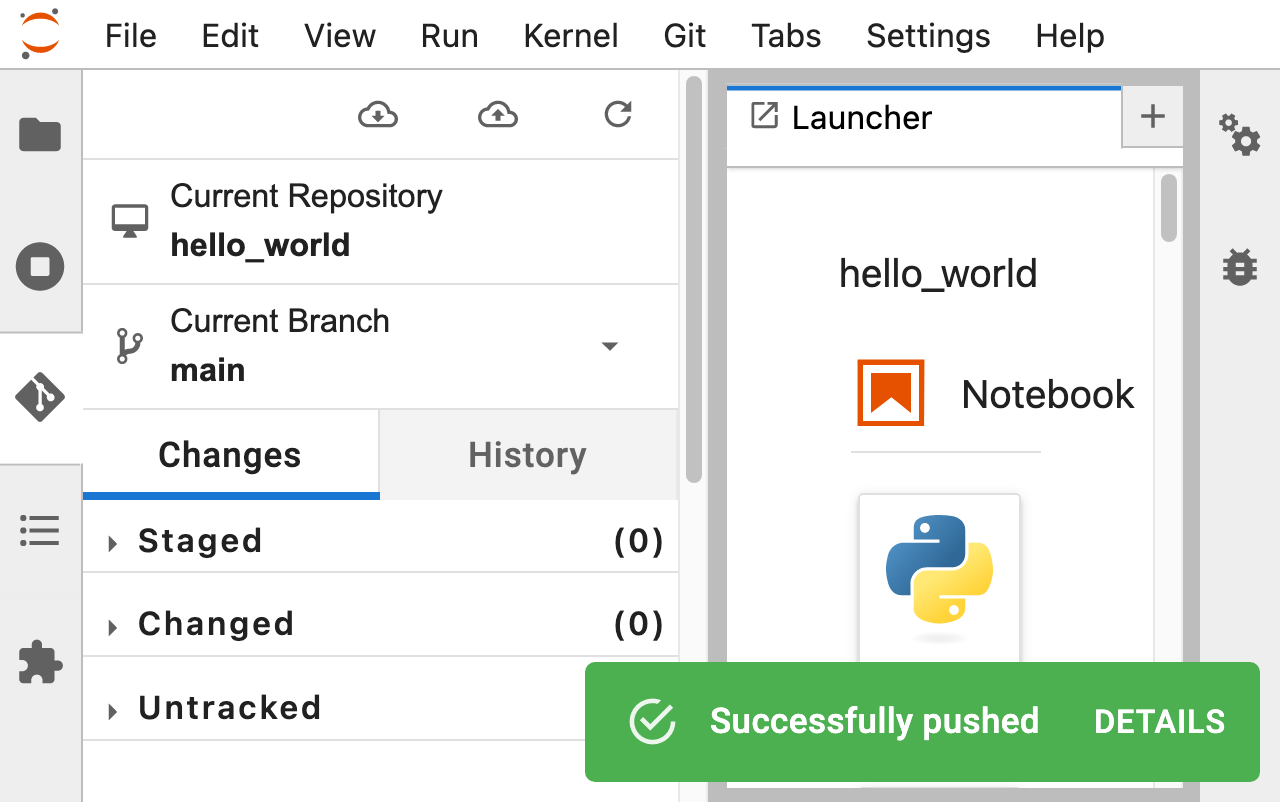 File Edit View Run Kernel Git Tabs Settings Help
Current Repository
hello_world
Current Branch
main
Changes History
Staged (0)
Changed (0)
Untracked
Launcher
hello_world
Notebook
Successfully pushed DETAILS